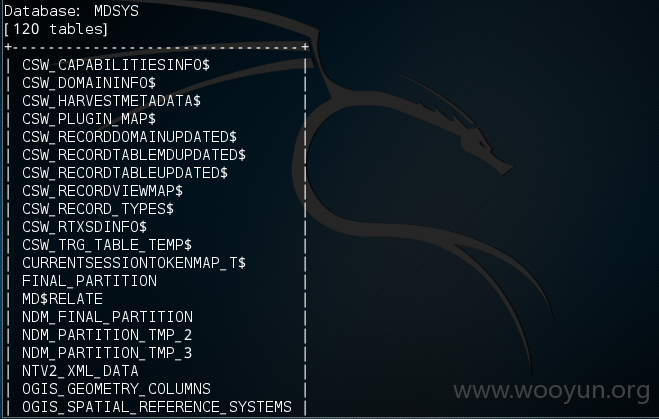 Database: MDSYS
[120 tables]
+--------------------------------+
| CSW_CAPABILITIESINFO$ |
| CSW_DOMAININFO$ |
| CSW_HARVESTMETADATA$ |
| CSW_PLUGIN_MAP$ |
| CSW_RECORDDOMAINUPDATED$ |
| CSW_RECORDTABLEMDUPDATED$ |
| CSW_RECORDTABLEUPDATED$ |
| CSW_RECORDVIEWMAP$ |
| CSW_RECORD_TYPES$ |
| CSW_RTXSDINFO$ |
| CSW_TRG_TABLE_TEMP$ |
| CURRENTSESSIONTOKENMAP_T$ |
| FINAL_PARTITION |
| MD$RELATE |
| NDM_FINAL_PARTITION |
| NDM_PARTITION_TMP_2 |
| NDM_PARTITION_TMP_3 |
| NTV2_XML_DATA |
| OGIS_GEOMETRY_COLUMNS |
| OGIS_SPATIAL_REFERENCE_SYSTEMS |
www.wooyun.org